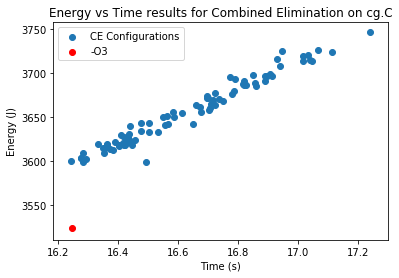 Energy vs Time results for Combined Elimination on cg.C
CE Configurations
-O3
Energy (J)
3750
3700
3650
3600
3550
16.2 16.4 16.6 16.8 17.0 17.2
Time (s)